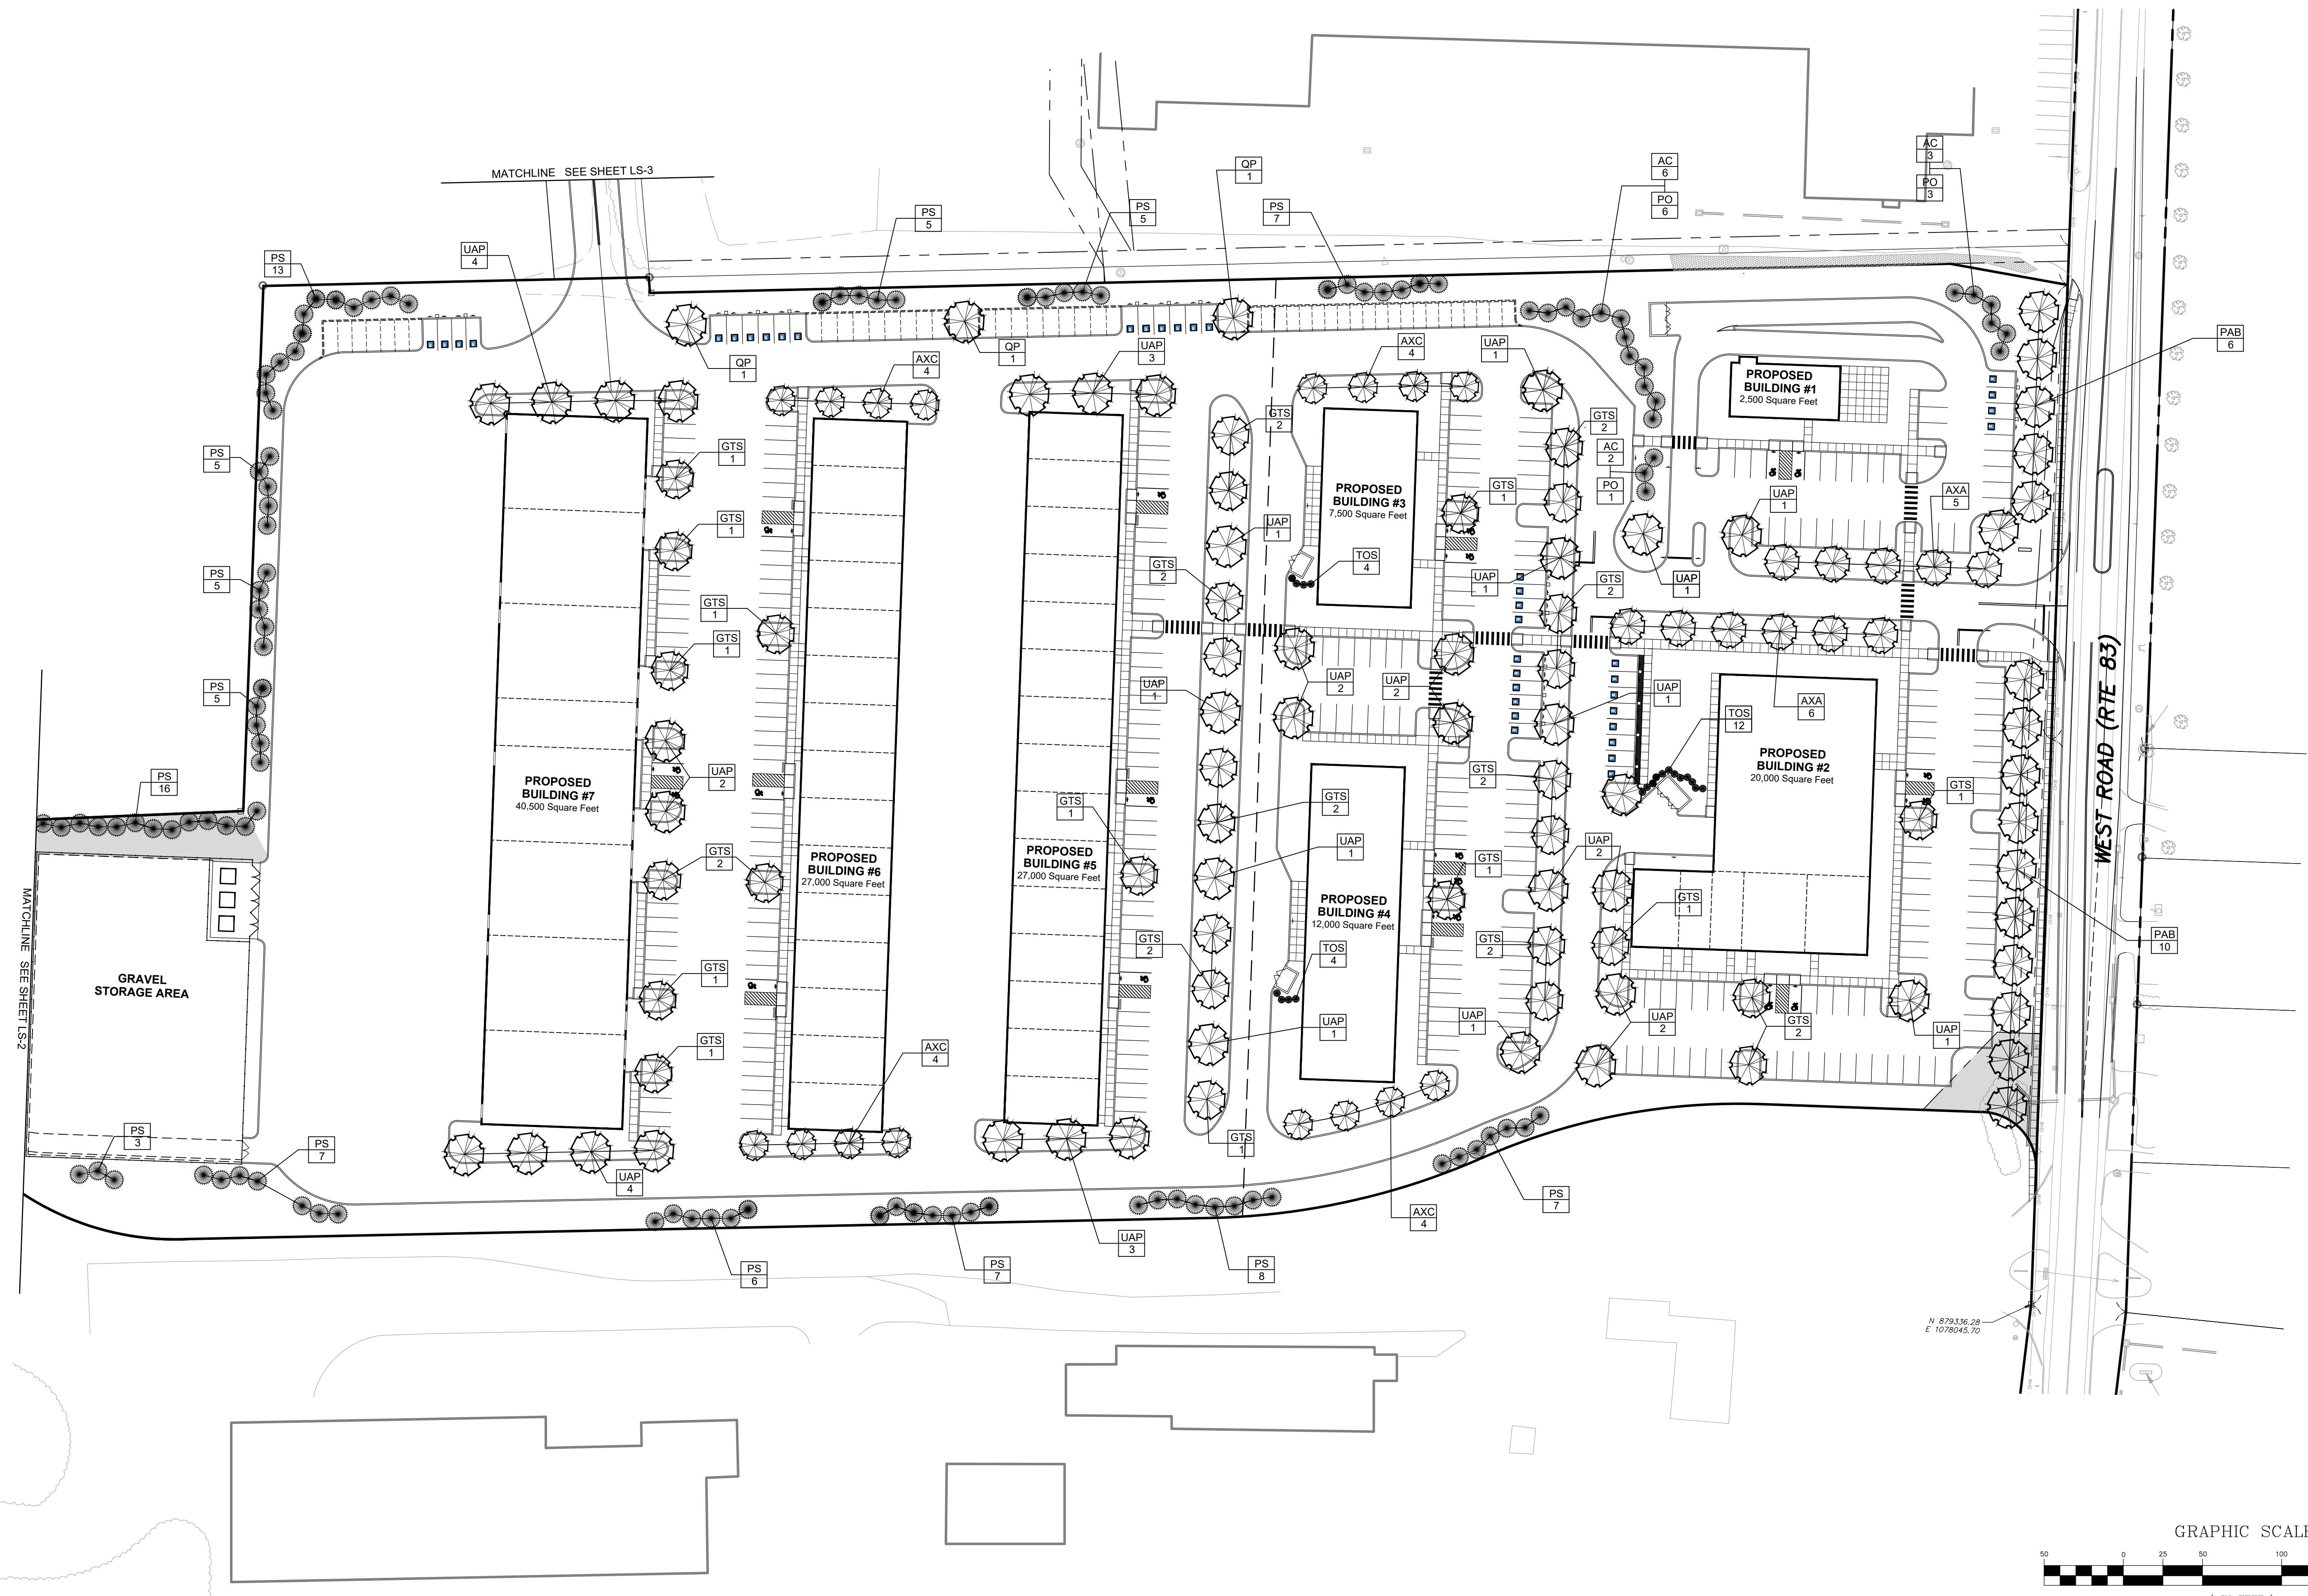 MATCHLINE SEE SHEET LS-3
QP
1
PS
7
AC
6
PO
6
AC
3
PO
3
PS
5
PS
5
UAP
4
PS
13
QP
1
QP
1
AXC
4
UAP
3
AXC
4
UAP
1
PAB
6
PROPOSED
BUILDING #1
2,500 Square Feet
GTS
2
GTS
2
AC
2
PO
1
GTS
1
PS
5
GTS
1
UAP
1
PROPOSED
BUILDING #3
7,500 Square Feet
GTS
1
UAP
1
AXA
5
TOS
4
GTS
2
UAP
1
GTS
2
UAP
1
PS
5
GTS
1
GTS
1
PS
5
UAP
1
UAP
2
UAP
2
UAP
1
AXA
6
TOS
12
WEST ROAD (RTE 83)
PS
16
PROPOSED
BUILDING #7
40,500 Square Feet
UAP
2
GTS
1
GTS
2
GTS
2
PROPOSED
BUILDING #2
20,000 Square Feet
GTS
1
GTS
2
PROPOSED
BUILDING #6
27,000 Square Feet
PROPOSED
BUILDING #5
27,000 Square Feet
UAP
1
GTS
1
UAP
2
PROPOSED
BUILDING #4
12,000 Square Feet
GTS
1
MATCHLINE SEE SHEET LS-2
GRAVEL
STORAGE AREA
GTS
1
GTS
2
TOS
4
GTS
2
PAB
10
GTS
1
AXC
4
UAP
1
UAP
1
UAP
2
GTS
2
UAP
1
PS
3
PS
7
UAP
4
GTS
1
PS
7
AXC
4
UAP
3
PS
6
PS
7
PS
8
N 879336.28
E 1078045.70
GRAPHIC SCALE
50 0 25 50 100